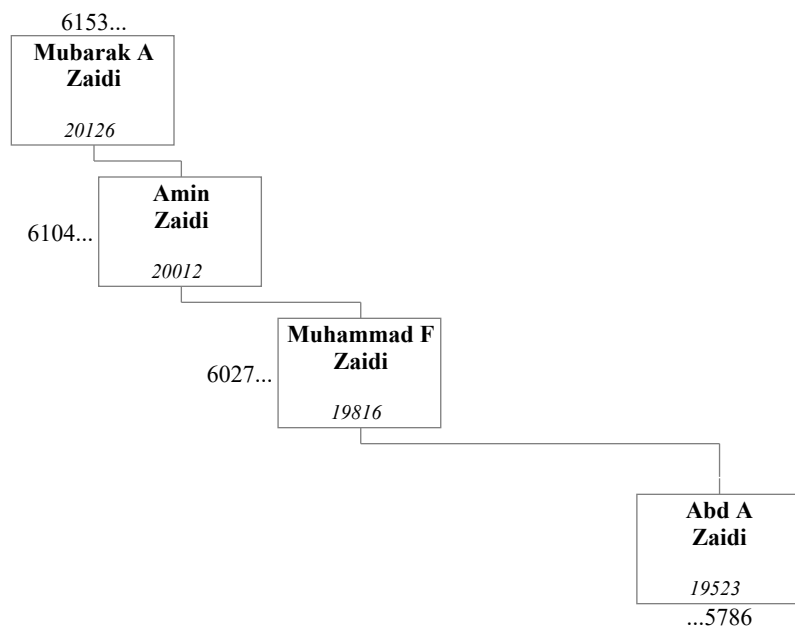 6153...
Mubarak A
Zaidi
20126
Amin
Zaidi
6104...
20012
Muhammad F
Zaidi
6027...
19816
Abd A
Zaidi
19523
...5786